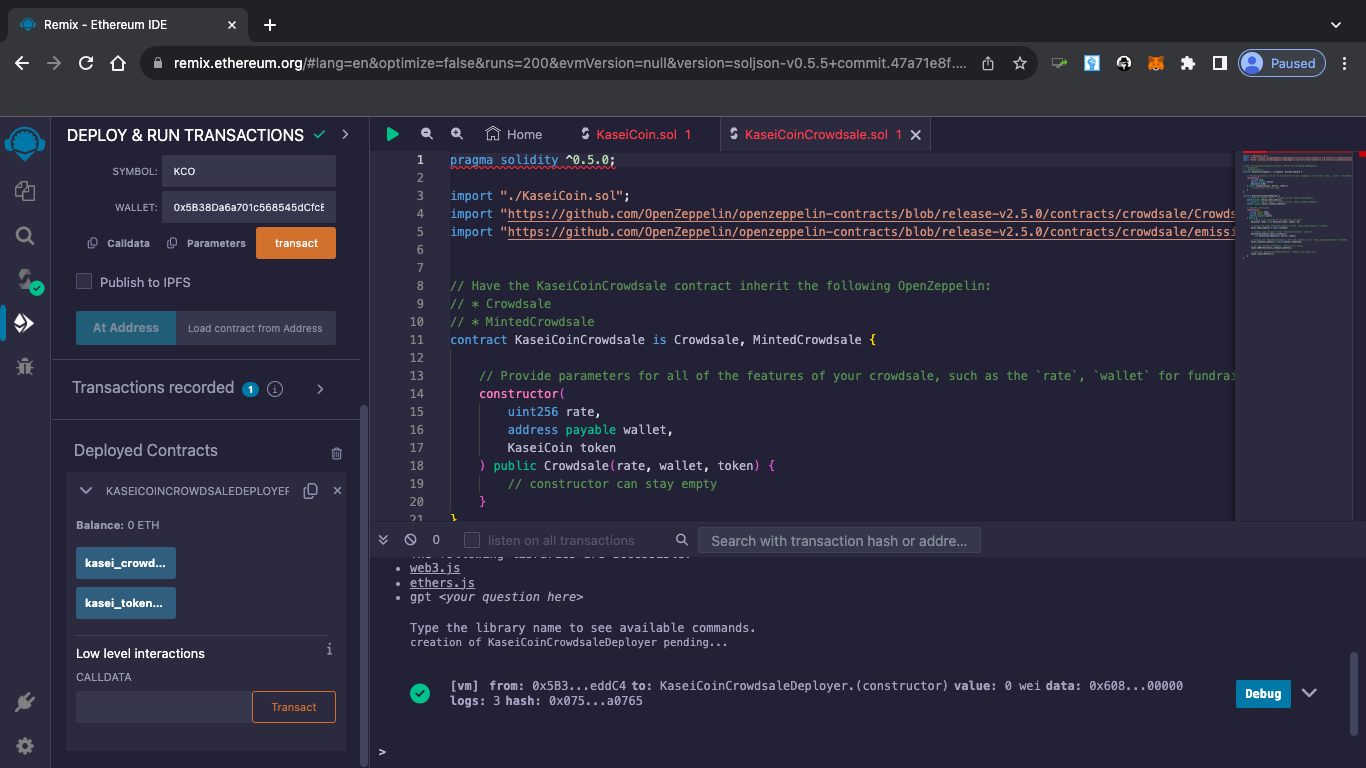 Remix - Ethereum IDE
remix.ethereum.org/#lang=en&optimize=false&runs=200&evmVersion=null&version=soljson-v0.5.5+commit.47a71e8f....
Paused
DEPLOY & RUN TRANSACTIONS
SYMBOL: KCO
WALLET: 0x5B38Da6a701c568545dCfcB
Calldata Parameters transact
Publish to IPFS
At Address Load contract from Address
Transactions recorded 1 i
Deployed Contracts
KASEICOINCROWDSALEDEPLOYER
Balance: 0 ETH
kasei_crowd...
kasei_token...
Low level interactions i
CALLDATA
Transact
Home KaseiCoin.sol 1 KaseiCoinCrowdsale.sol 1
1 pragma solidity ^0.5.0;
2
3 import "./KaseiCoin.sol";
4 import "https://github.com/OpenZeppelin/openzeppelin-contracts/blob/release-v2.5.0/contracts/crowdsale/Crowds
5 import "https://github.com/OpenZeppelin/openzeppelin-contracts/blob/release-v2.5.0/contracts/crowdsale/emissi
6
7
8 // Have the KaseiCoinCrowdsale contract inherit the following OpenZeppelin:
9 // * Crowdsale
10 // * MintedCrowdsale
11 contract KaseiCoinCrowdsale is Crowdsale, MintedCrowdsale {
12
13 // Provide parameters for all of the features of your crowdsale, such as the `rate`, `wallet` for fundrai
14 constructor(
15 uint256 rate,
16 address payable wallet,
17 KaseiCoin token
18 ) public Crowdsale(rate, wallet, token) {
19 // constructor can stay empty
20 }
21 }
0 listen on all transactions Search with transaction hash or addre...
The following libraries are accessible:
• web3.js
• ethers.js
• gpt <your question here>
Type the library name to see available commands.
creation of KaseiCoinCrowdsaleDeployer pending...
[vm] from: 0x5B3...eddC4 to: KaseiCoinCrowdsaleDeployer.(constructor) value: 0 wei data: 0x608...00000
logs: 3 hash: 0x075...a0765
Debug
>